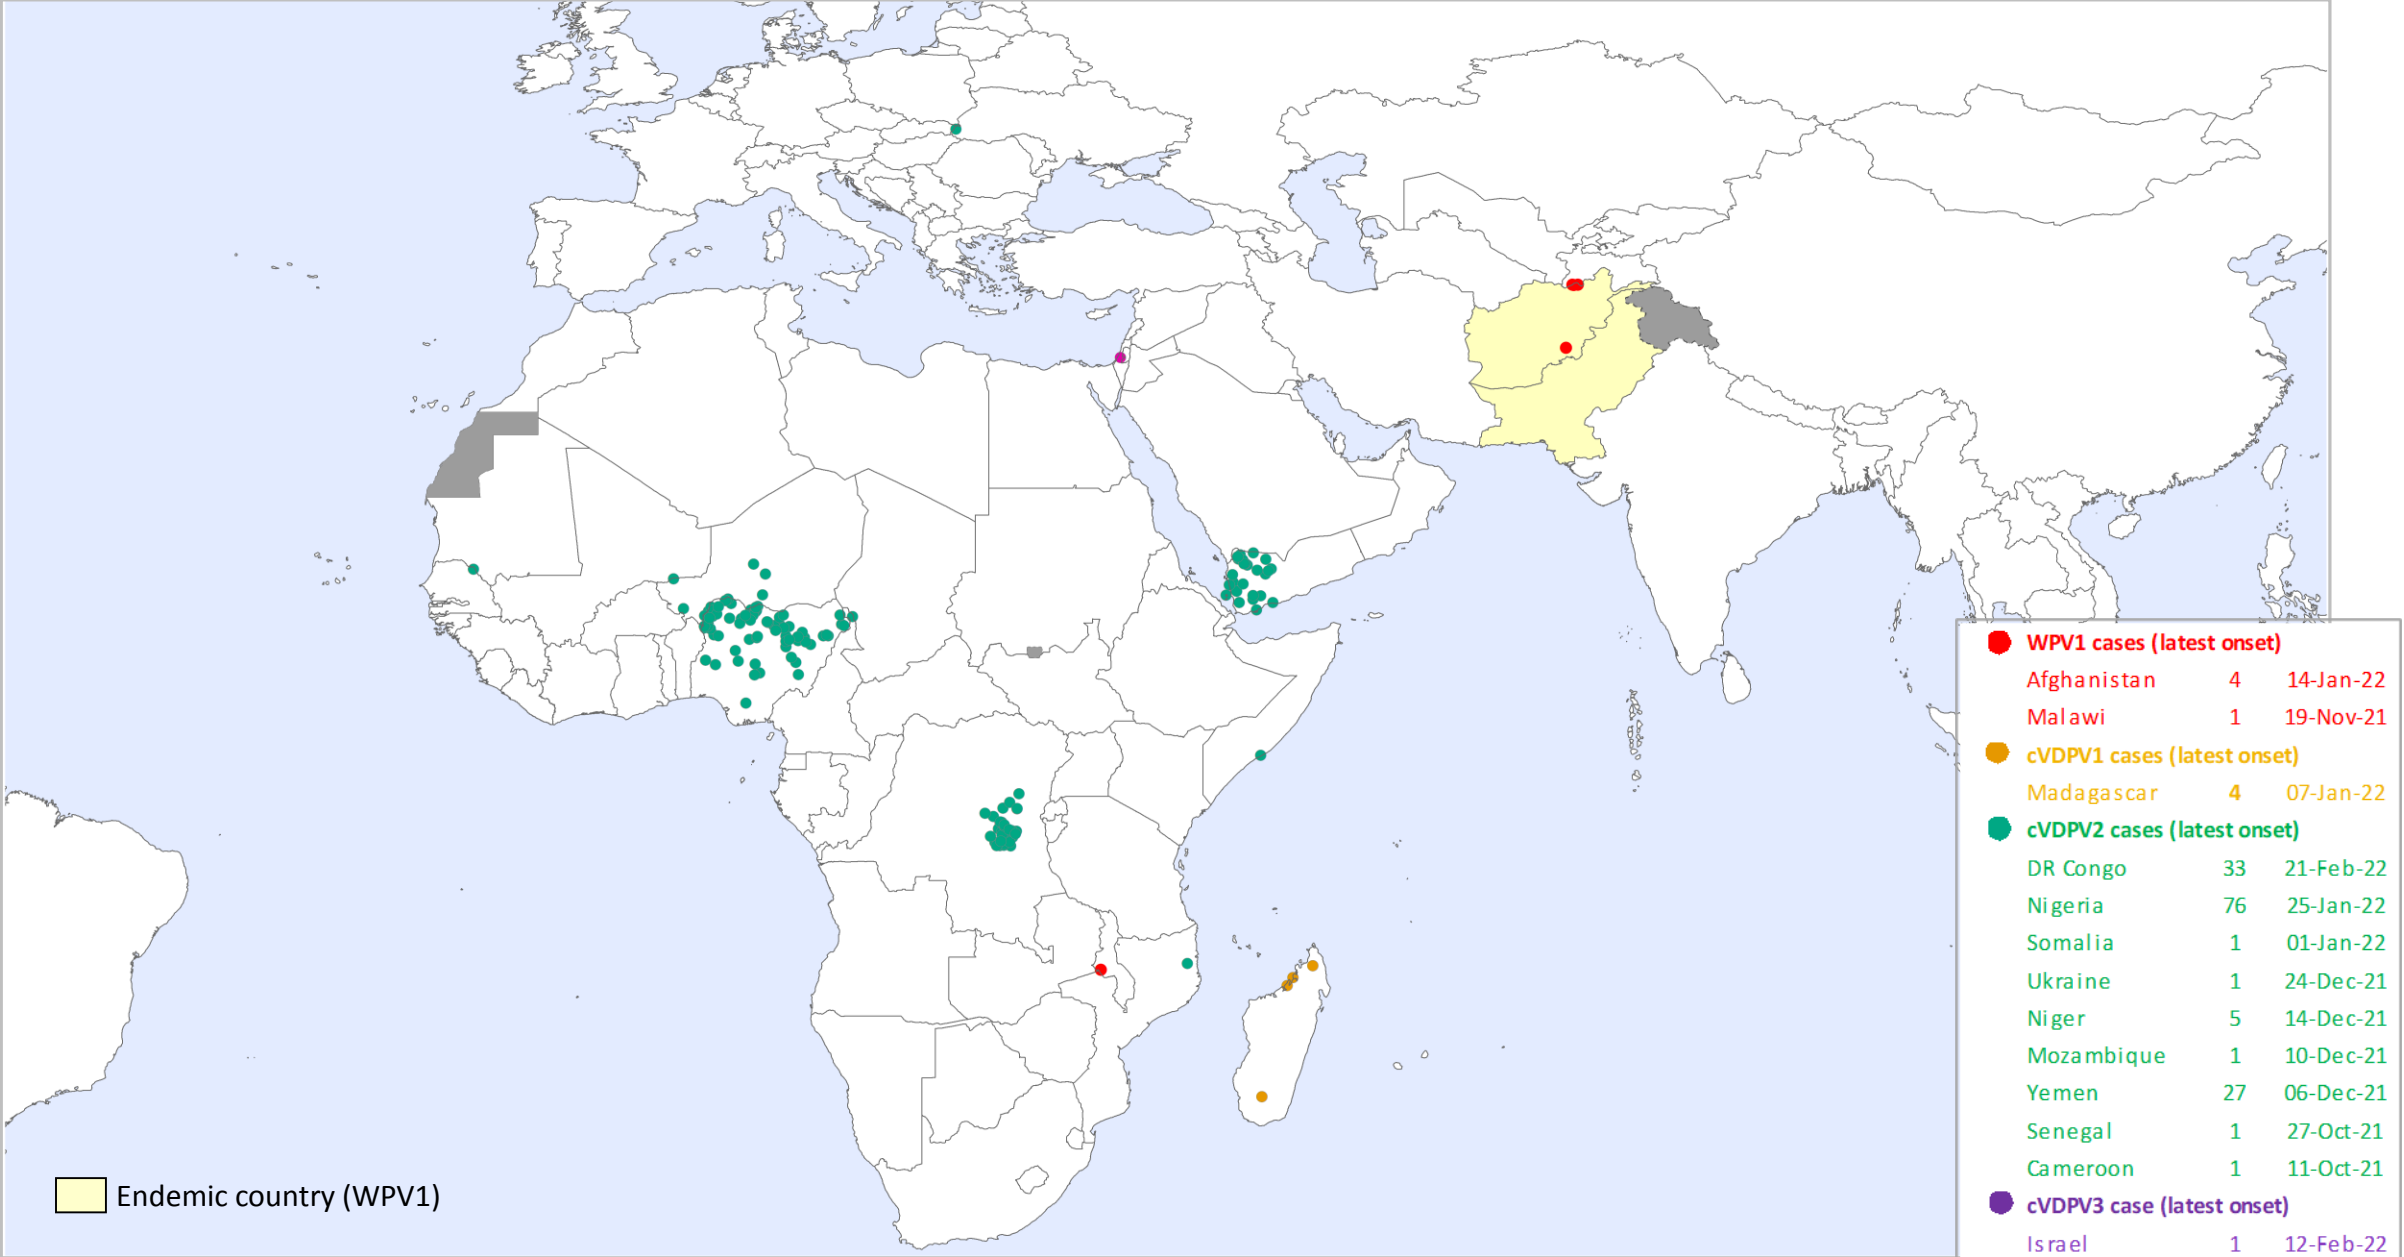 WPV1 cases (latest onset)
Afghanistan 4 14-Jan-22
Malawi 1 19-Nov-21
cVDPV1 cases (latest onset)
Madagascar 4 07-Jan-22
cVDPV2 cases (latest onset)
DR Congo 33 21-Feb-22
Nigeria 76 25-Jan-22
Somalia 1 01-Jan-22
Ukraine 1 24-Dec-21
Niger 5 14-Dec-21
Mozambique 1 10-Dec-21
Yemen 27 06-Dec-21
Senegal 1 27-Oct-21
Cameroon 1 11-Oct-21
cVDPV3 case (latest onset)
Israel 1 12-Feb-22
Endemic country (WPV1)